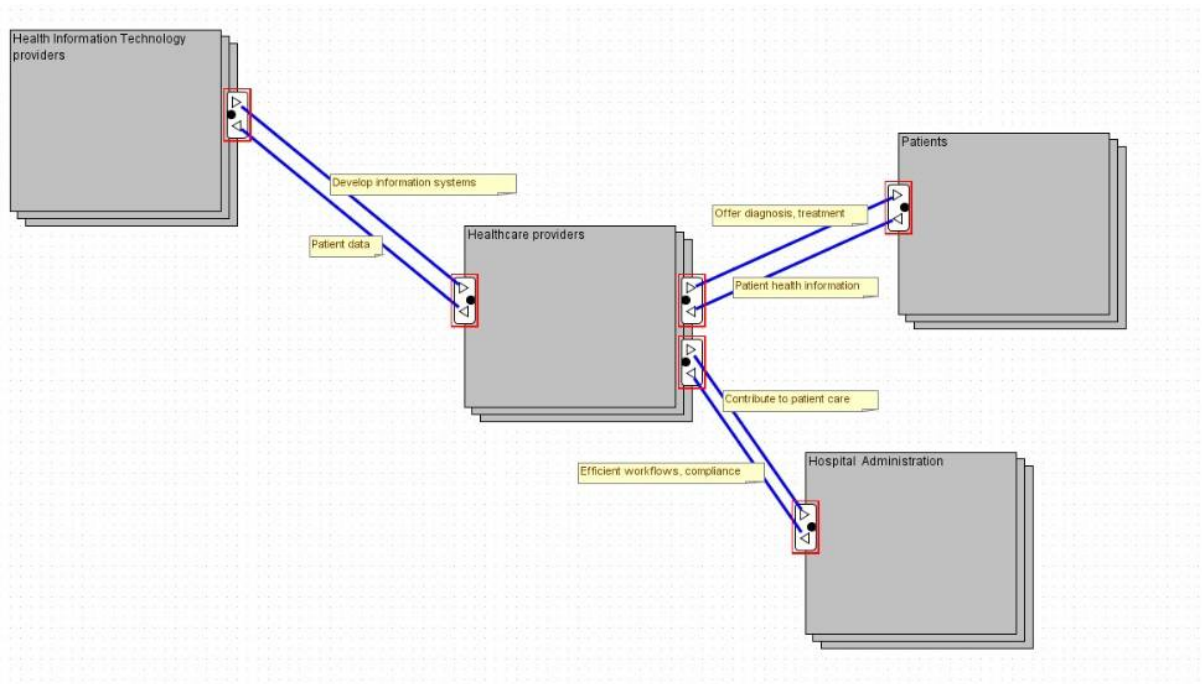 Health Information Technology
providers
Patients
Develop information systems
Offer diagnosis, treatment
Patient data
Healthcare providers
Patient health information
Contribute to patient care
Hospital Administration
Efficient workflows, compliance